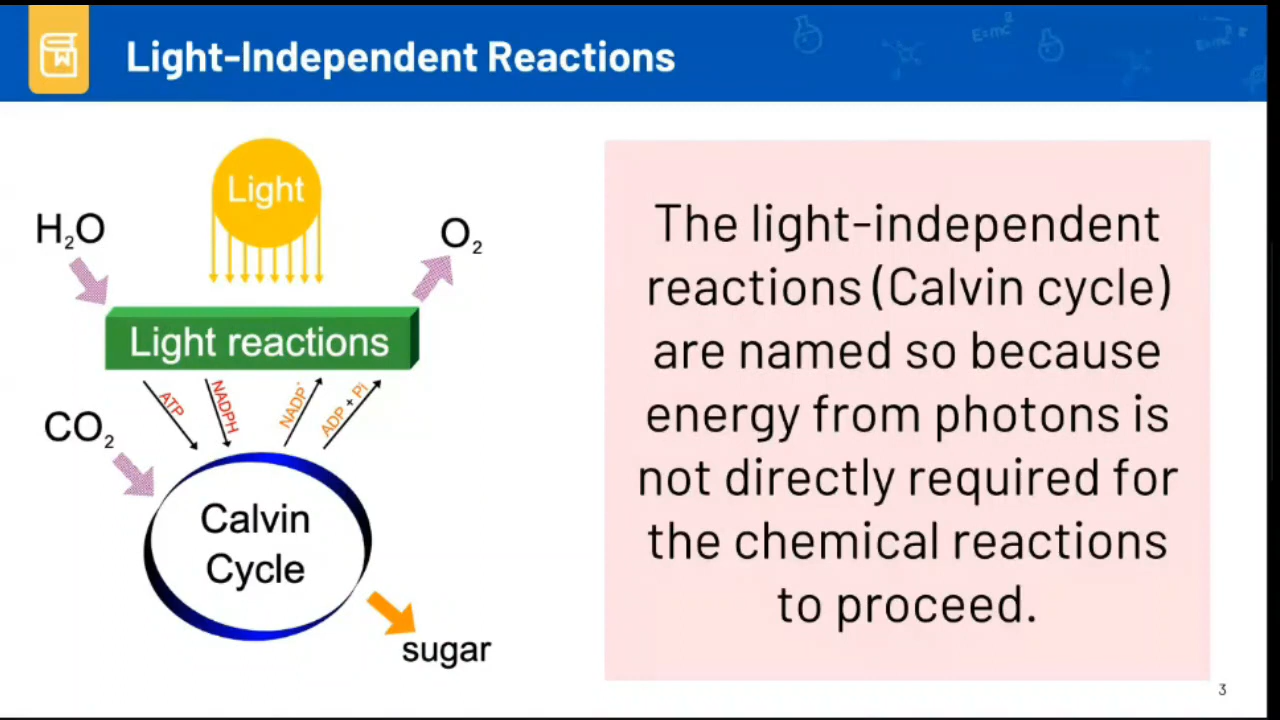 Light-Independent Reactions
E=mc²
Light
H₂O
O₂
Light reactions
ATP
NADPH
NADP⁺
ADP + Pi
CO₂
Calvin
Cycle
sugar
The light-independent
reactions (Calvin cycle)
are named so because
energy from photons is
not directly required for
the chemical reactions
to proceed.
3